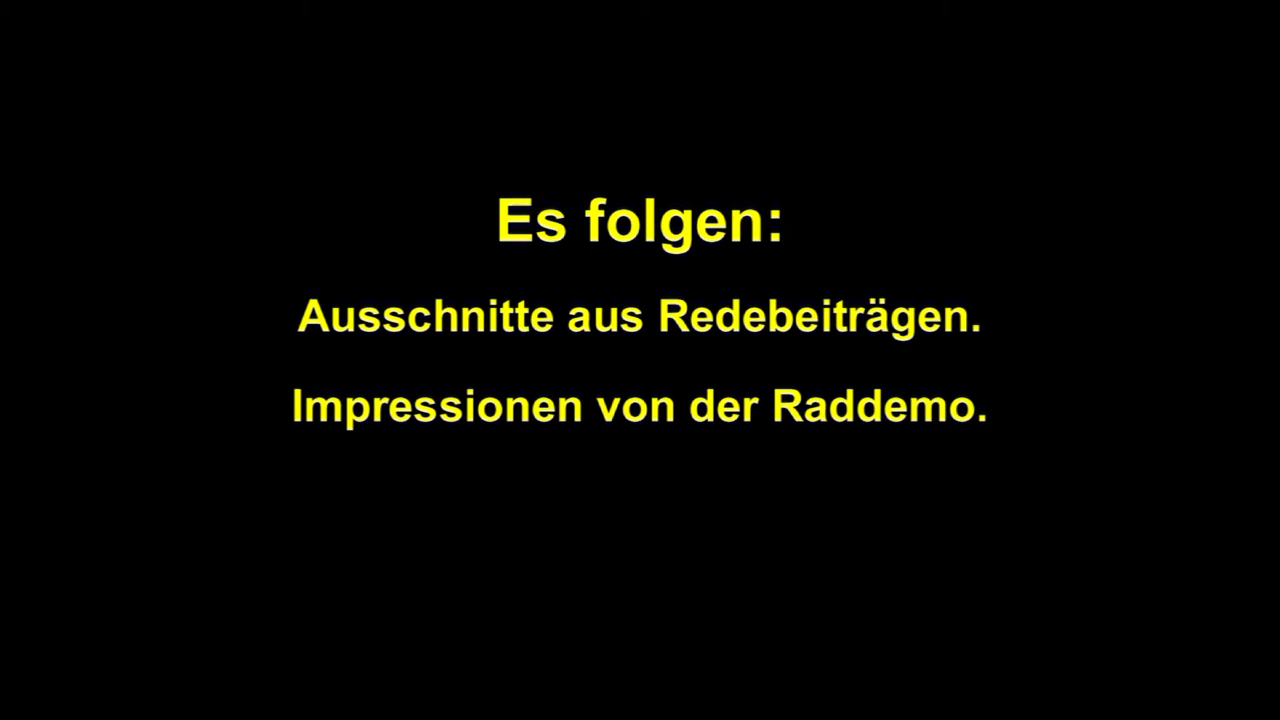 Es folgen:
Ausschnitte aus Redebeiträgen.
Impressionen von der Raddemo.